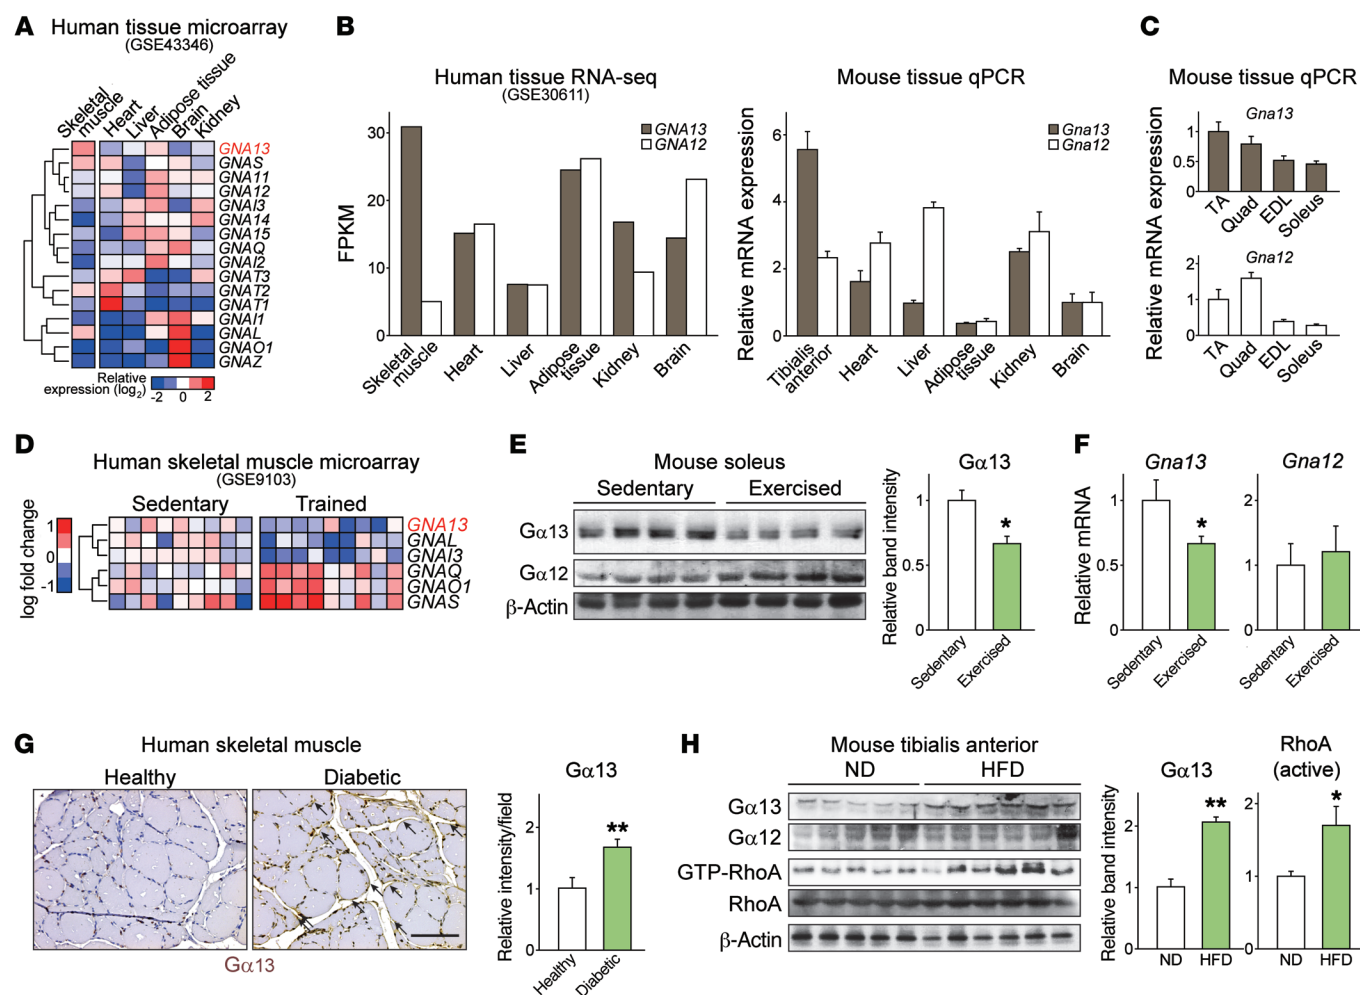 A
Human tissue microarray
(GSE43346)
Skeletal
muscle
Heart
Liver
Adipose tissue
Brain
Kidney
GNA13
GNAS
GNA11
GNA12
GNAI3
GNA14
GNA15
GNAQ
GNAI2
GNAT3
GNAT2
GNAT1
GNAI1
GNAL
GNAO1
GNAZ
Relative
expression (log2)
-2 0 2
B
Human tissue RNA-seq
(GSE30611)
GNA13
GNA12
FPKM
30
20
10
0
Skeletal
muscle
Heart
Liver
Adipose
tissue
Kidney
Brain
Mouse tissue qPCR
Gna13
Gna12
Relative mRNA expression
6
4
2
0
Tibialis
anterior
Heart
Liver
Adipose
tissue
Kidney
Brain
C
Mouse tissue qPCR
Relative mRNA expression
Gna13
1
0.5
0
TA
Quad
EDL
Soleus
Gna12
2
1
0
TA
Quad
EDL
Soleus
D
Human skeletal muscle microarray
(GSE9103)
Sedentary Trained
log fold change
1
0
-1
GNA13
GNAL
GNAI3
GNAQ
GNAO1
GNAS
E
Mouse soleus
Sedentary Exercised
Gα13
Gα12
β-Actin
Gα13
Relative band intensity
1
0.5
0
*
Sedentary
Exercised
F
Gna13
Relative mRNA
1
0.5
0
*
Sedentary
Exercised
Gna12
2
1
0
Sedentary
Exercised
G
Human skeletal muscle
Healthy Diabetic
Gα13
Gα13
Relative intensity/field
2
1
0
**
Healthy
Diabetic
H
Mouse tibialis anterior
ND HFD
Gα13
Gα12
GTP-RhoA
RhoA
β-Actin
Gα13
Relative band intensity
2
1
0
**
ND HFD
RhoA
(active)
2
1
0
*
ND HFD